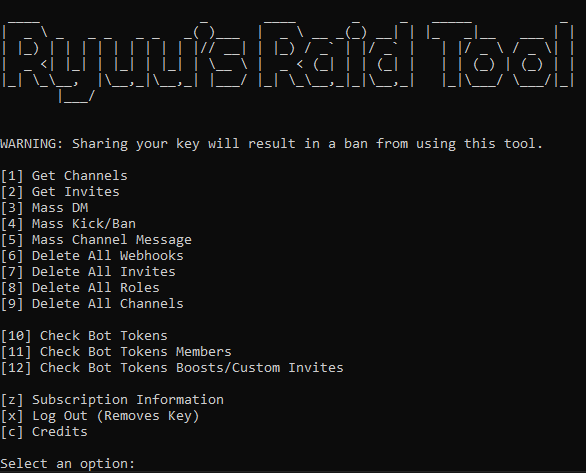 Ryuu's Raid Tool
WARNING: Sharing your key will result in a ban from using this tool.
[1] Get Channels
[2] Get Invites
[3] Mass DM
[4] Mass Kick/Ban
[5] Mass Channel Message
[6] Delete All Webhooks
[7] Delete All Invites
[8] Delete All Roles
[9] Delete All Channels
[10] Check Bot Tokens
[11] Check Bot Tokens Members
[12] Check Bot Tokens Boosts/Custom Invites
[z] Subscription Information
[x] Log Out (Removes Key)
[c] Credits
Select an option: